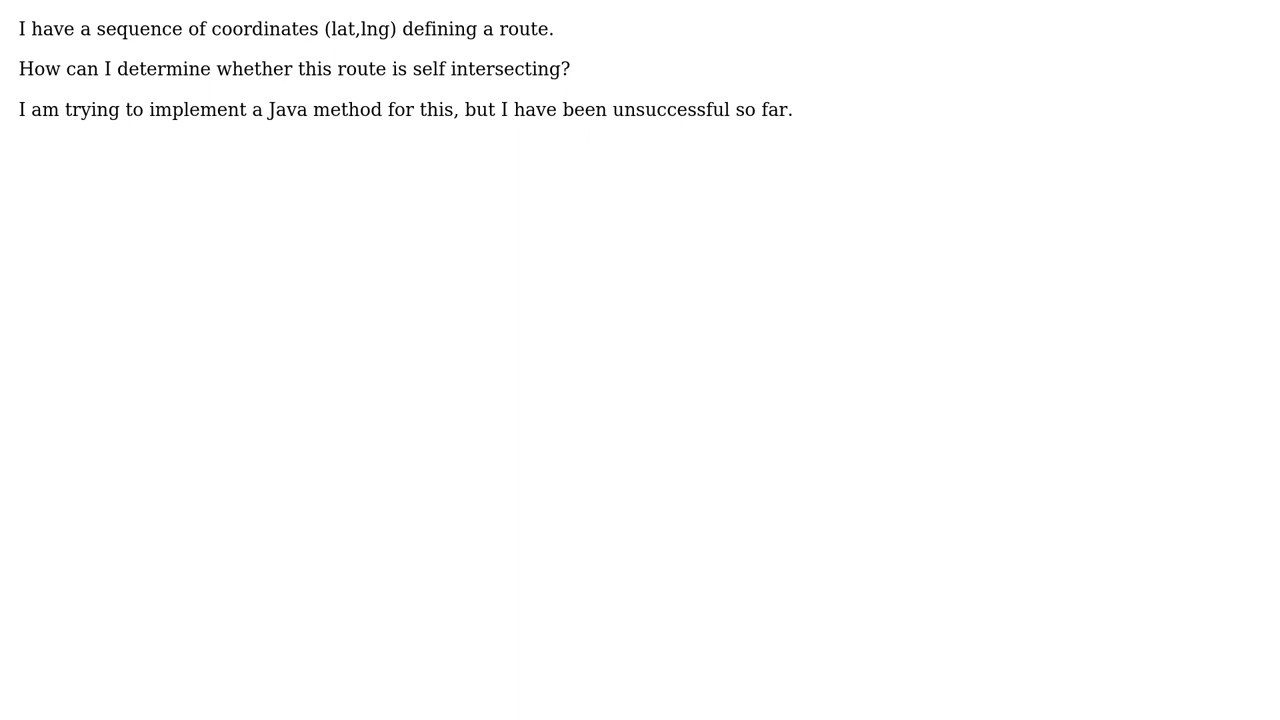 I have a sequence of coordinates (lat,lng) defining a route.
How can I determine whether this route is self intersecting?
I am trying to implement a Java method for this, but I have been unsuccessful so far.